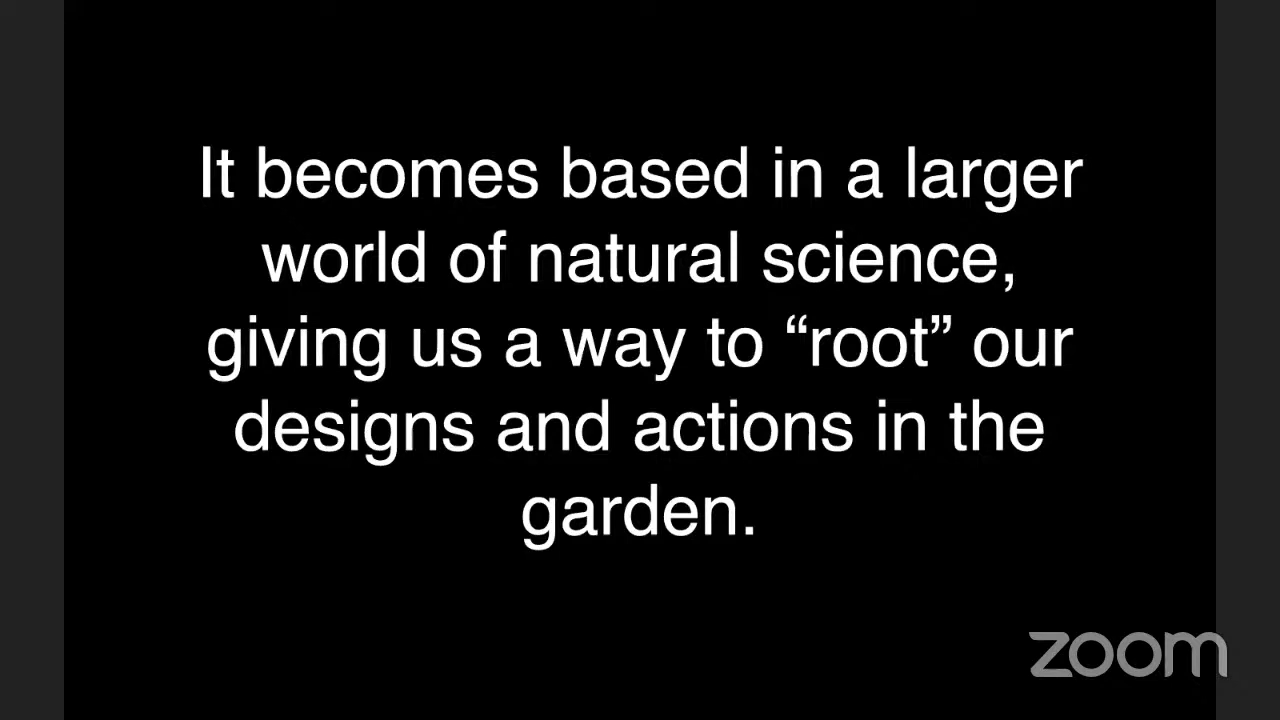 It becomes based in a larger
world of natural science,
giving us a way to “root” our
designs and actions in the
garden.
zoom